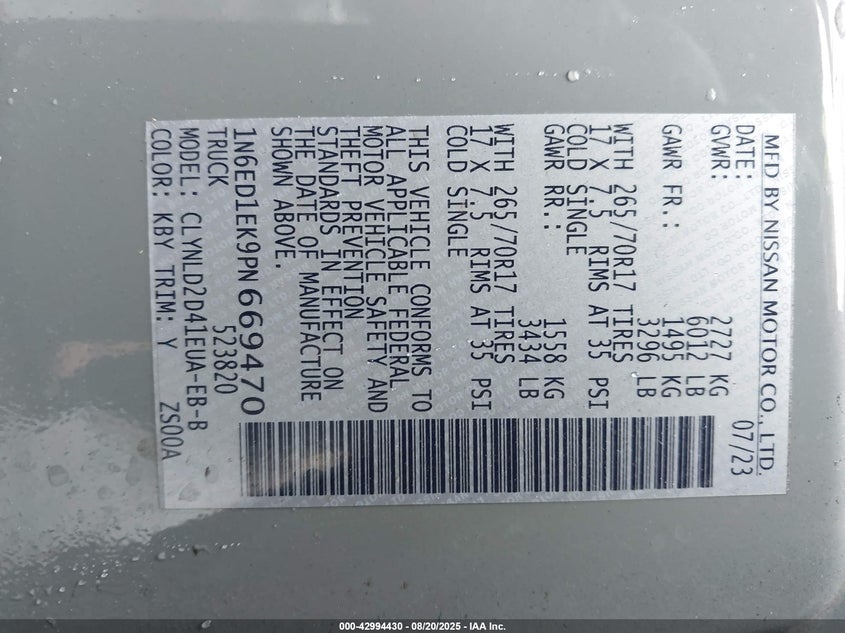 MFD BY NISSAN MOTOR CO., LTD.
DATE: 07/23
GVWR: 2727 KG
6012 LB
GAWR FR.: 1495 KG
3296 LB
WITH 265/70R17 TIRES
17 X 7.5 RIMS AT 35 PSI
COLD SINGLE
GAWR RR.: 1558 KG
3434 LB
WITH 265/70R17 TIRES
17 X 7.5 RIMS AT 35 PSI
COLD SINGLE
THIS VEHICLE CONFORMS TO
ALL APPLICABLE FEDERAL
MOTOR VEHICLE SAFETY AND
THEFT PREVENTION
STANDARDS IN EFFECT ON
THE DATE OF MANUFACTURE
SHOWN ABOVE.
1N6ED1EK9PN669470
TRUCK 523820
MODEL: CLYNLD2D41EUA-EB-B
COLOR: KBY TRIM: Y ZS00A
000-42994430 - 08/20/2025 - IAA Inc.